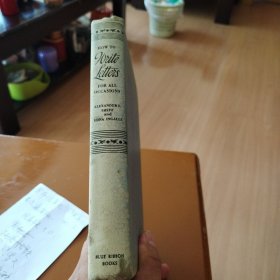 HOW TO
Write
Letters
FOR ALL
OCCASIONS
ALEXANDER L.
SHEFF
and
EDNA INGALLS
BLUE RIBBON
BOOKS